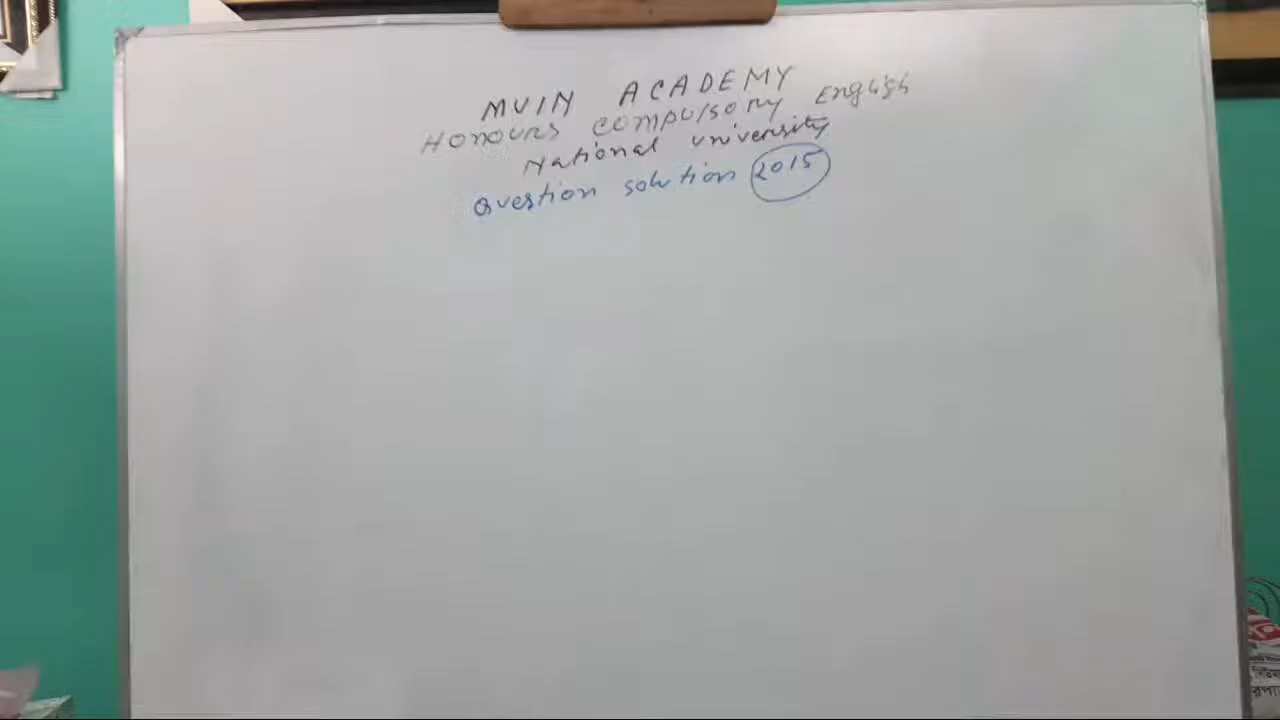 MUIN ACADEMY
HONOURS COMPULSORY English
National university
Question solution 2015